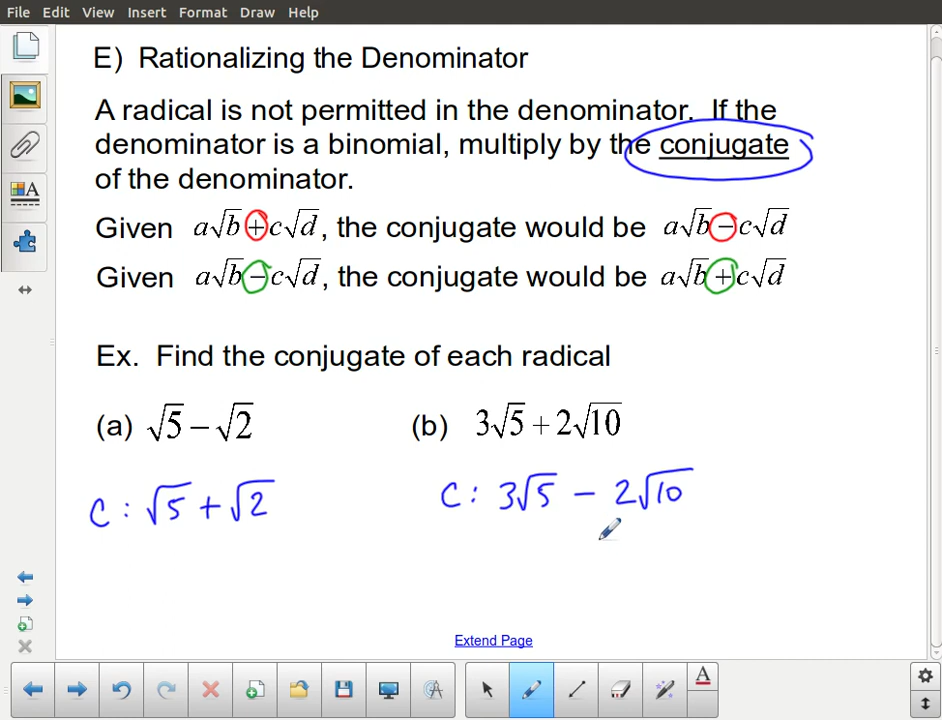 File Edit View Insert Format Draw Help
E) Rationalizing the Denominator
A radical is not permitted in the denominator. If the
denominator is a binomial, multiply by the conjugate
of the denominator.
Given a√b + c√d, the conjugate would be a√b − c√d
Given a√b − c√d, the conjugate would be a√b + c√d
Ex. Find the conjugate of each radical
(a) √5 − √2 (b) 3√5 + 2√10
C: √5 + √2 C: 3√5 − 2√10
Extend Page